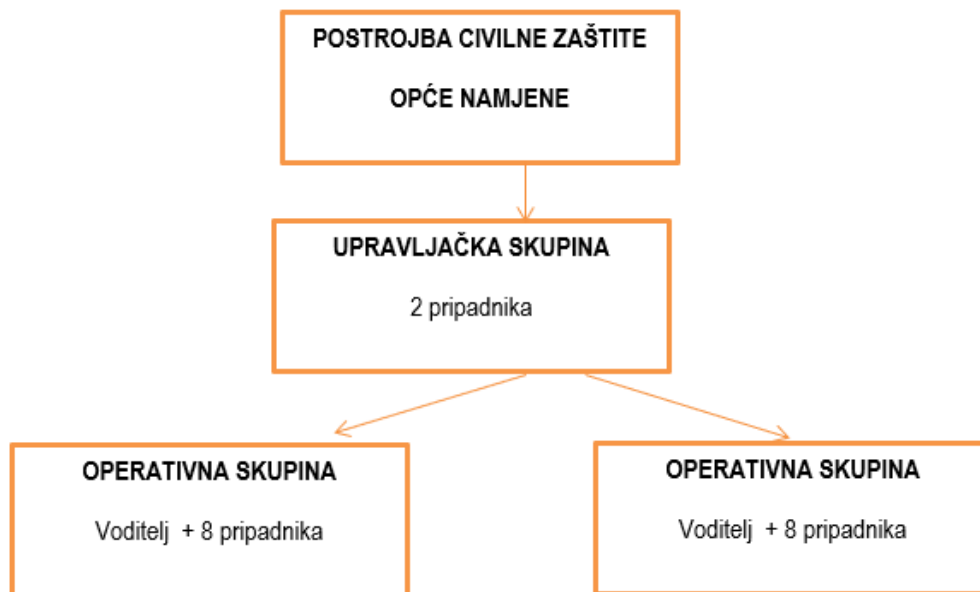 POSTROJBA CIVILNE ZAŠTITE
OPĆE NAMJENE
UPRAVLJAČKA SKUPINA
2 pripadnika
OPERATIVNA SKUPINA
Voditelj + 8 pripadnika
OPERATIVNA SKUPINA
Voditelj + 8 pripadnika